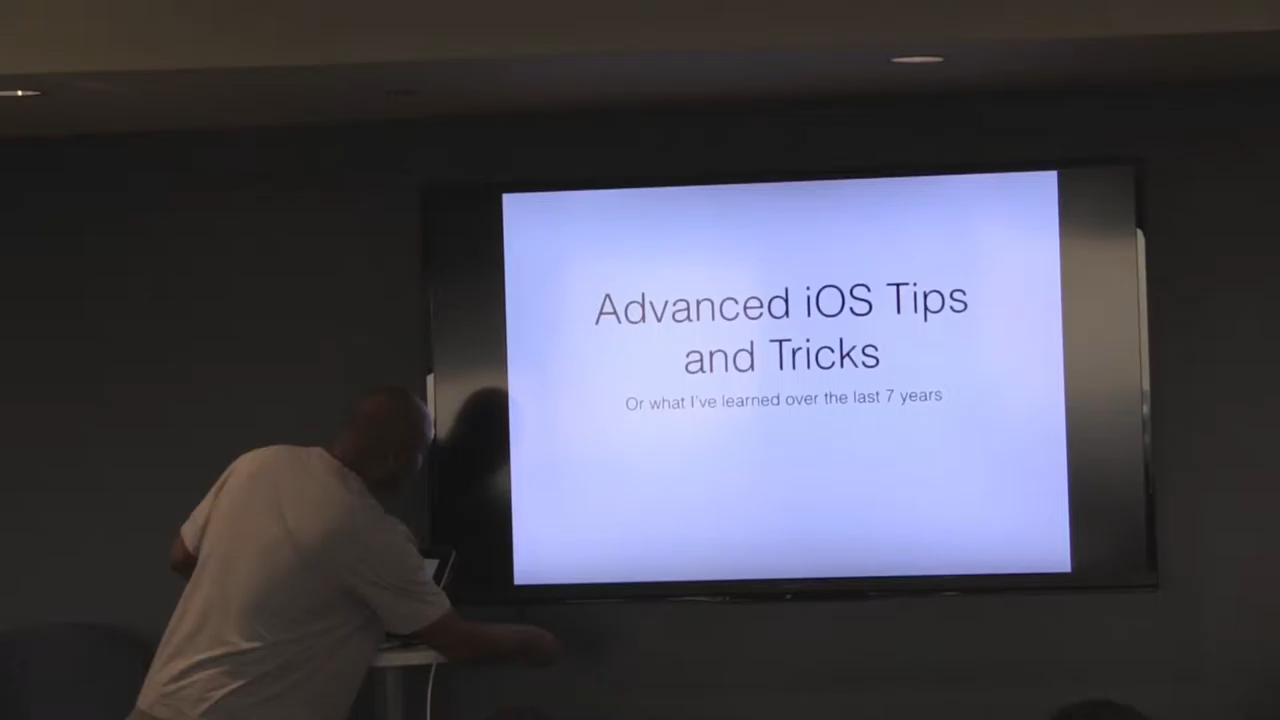 Advanced iOS Tips
and Tricks
Or what I've learned over the last 7 years